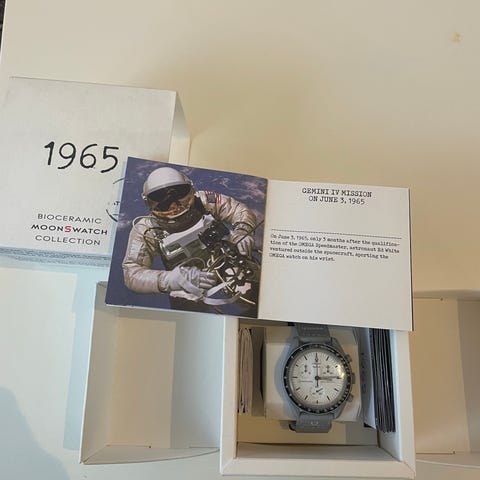 1965
BIOCERAMIC
MOONSWATCH
COLLECTION
GEMINI IV MISSION
ON JUNE 3, 1965
On June 3, 1965, only 3 months after the qualifica-
tion of the OMEGA Speedmaster, astronaut Ed White
ventured outside the spacecraft, sporting the
OMEGA watch on his wrist.